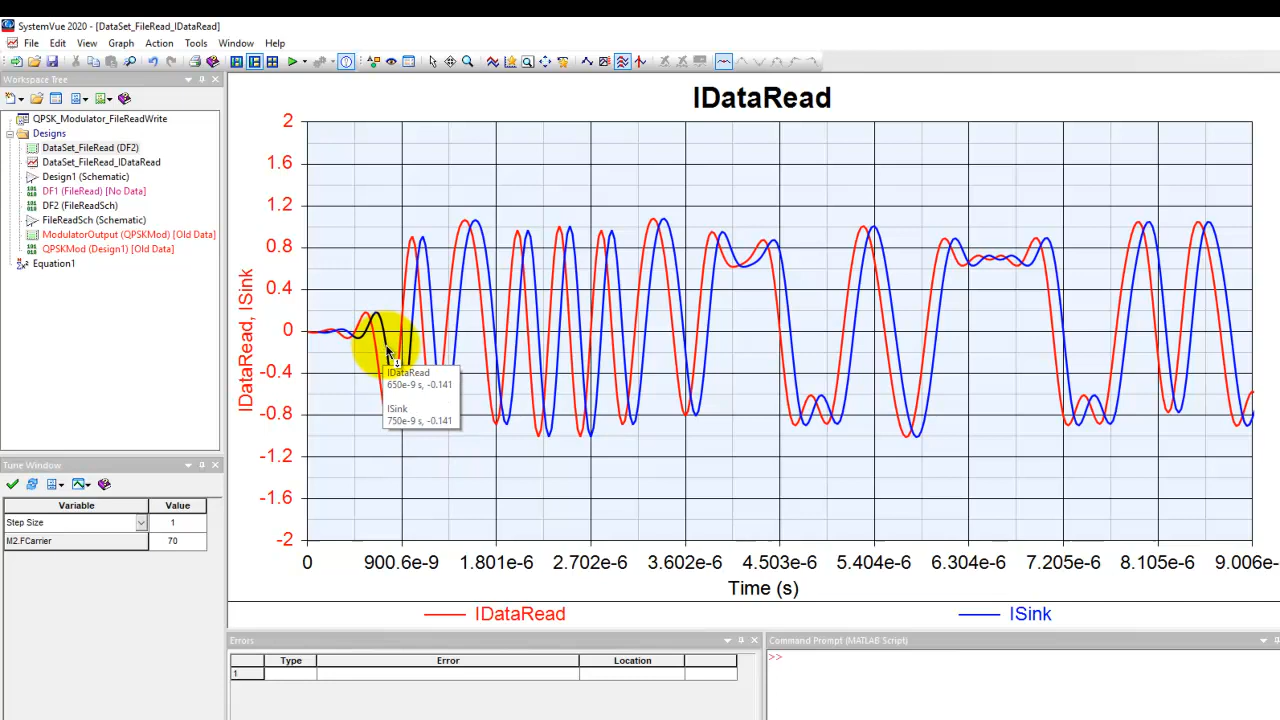 SystemVue 2020 - [DataSet_FileRead_IDataRead]
File Edit View Graph Action Tools Window Help
Workspace Tree
QPSK_Modulator_FileReadWrite
Designs
DataSet_FileRead (DF2)
DataSet_FileRead_IDataRead
Design1 (Schematic)
DF1 (FileRead) [No Data]
DF2 (FileReadSch)
FileReadSch (Schematic)
ModulatorOutput (QPSKMod) [Old Data]
QPSKMod (Design1) [Old Data]
Equation1
Tune Window
Variable Value
Step Size 1
M2.FCarrier 70
IDataRead
2
1.6
1.2
0.8
0.4
0
-0.4
-0.8
-1.2
-1.6
-2
IDataRead, ISink
IDataRead
650e-9 s, -0.141
ISink
750e-9 s, -0.141
0 900.6e-9 1.801e-6 2.702e-6 3.602e-6 4.503e-6 5.404e-6 6.304e-6 7.205e-6 8.105e-6 9.006e-
Time (s)
IDataRead ISink
Errors
Type Error Location
1
Command Prompt (MATLAB Script)
>>